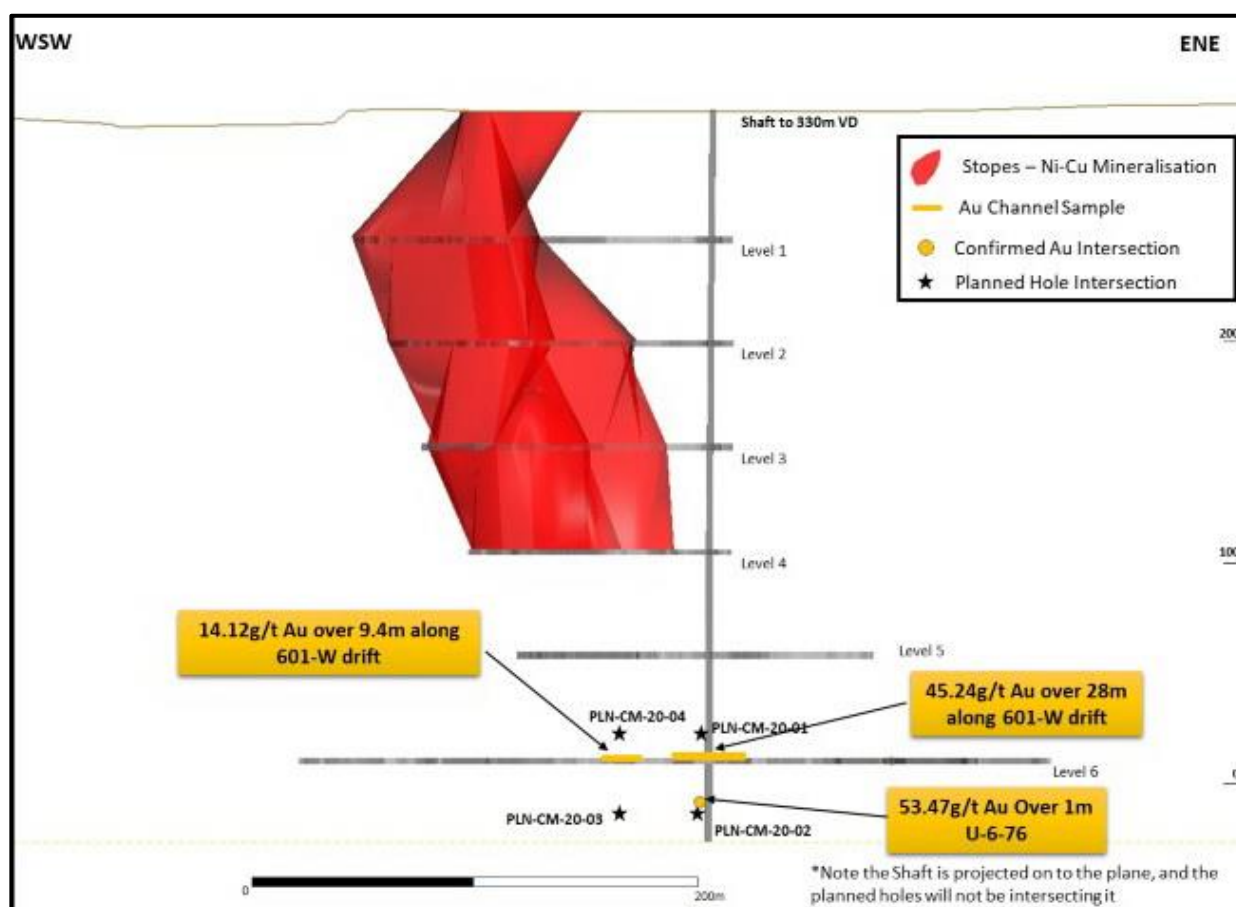 WSW
ENE
Shaft to 330m VD
Stopes – Ni-Cu Mineralisation
Au Channel Sample
Confirmed Au Intersection
Planned Hole Intersection
Level 1
200
Level 2
Level 3
Level 4
100
14.12g/t Au over 9.4m along
601-W drift
Level 5
45.24g/t Au over 28m
along 601-W drift
PLN-CM-20-04
PLN-CM-20-01
Level 6
0
53.47g/t Au Over 1m
U-6-76
PLN-CM-20-03
PLN-CM-20-02
0
200m
*Note the Shaft is projected on to the plane, and the
planned holes will not be intersecting it